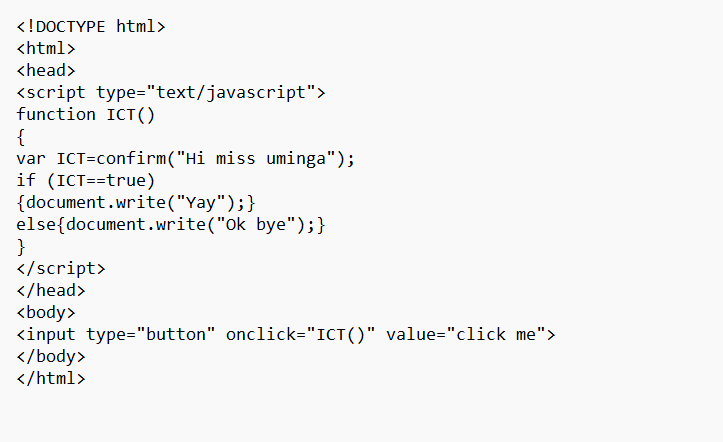 <!DOCTYPE html>
<html>
<head>
<script type="text/javascript">
function ICT()
{
var ICT=confirm("Hi miss uminga");
if (ICT==true)
{document.write("Yay");}
else{document.write("Ok bye");}
}
</script>
</head>
<body>
<input type="button" onclick="ICT()" value="click me">
</body>
</html>